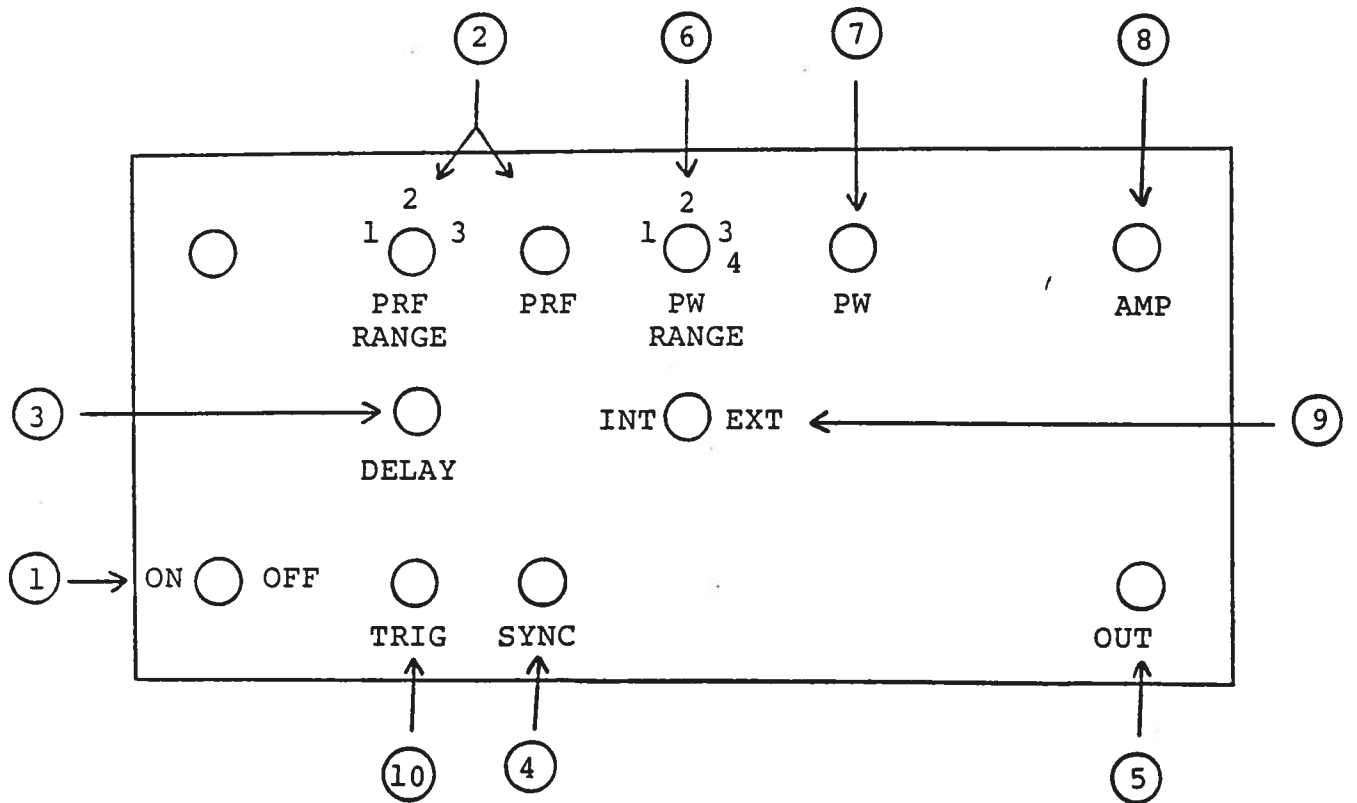 2 6 7 8
2 2
1 3 1 3
4
PRF PRF PW PW AMP
RANGE RANGE
3 INT EXT 9
DELAY
1 ON OFF
TRIG SYNC OUT
10 4 5